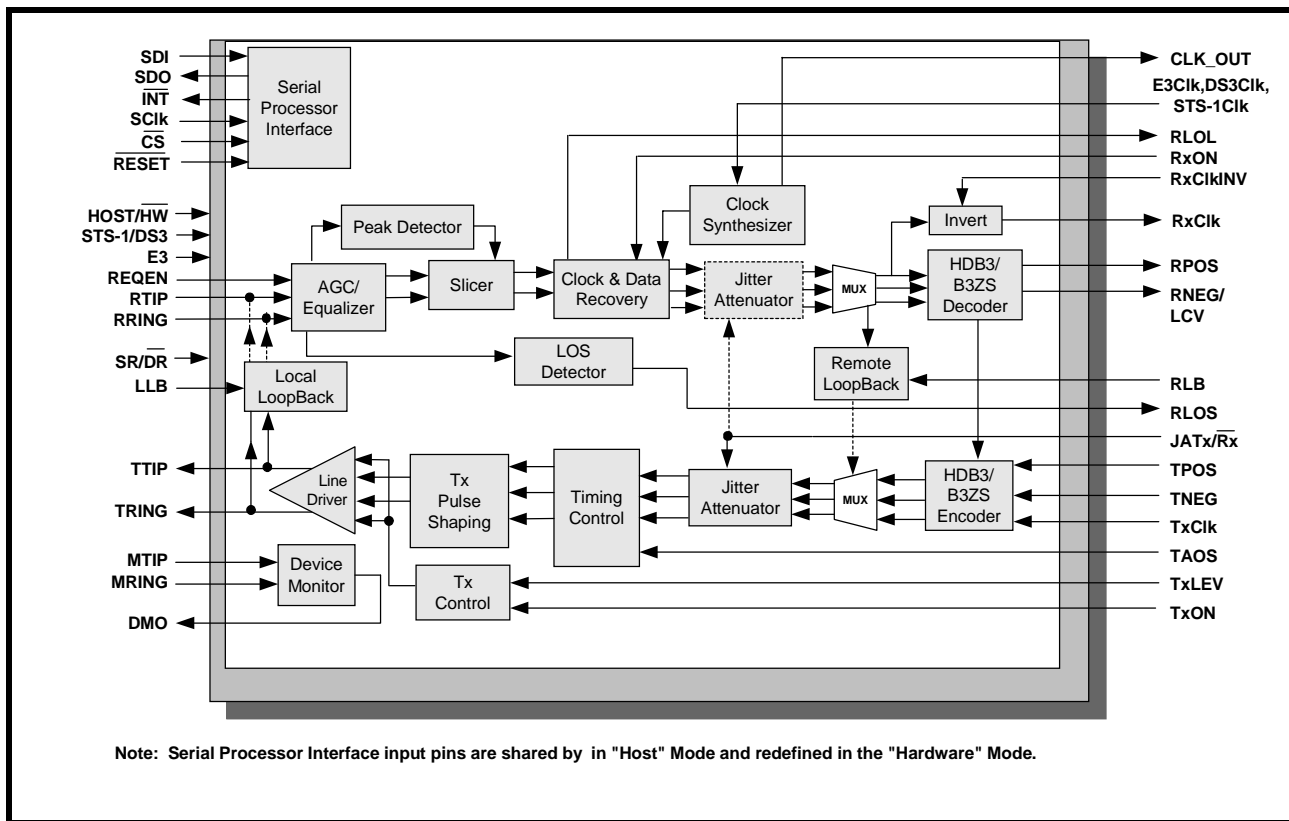 SDI
SDO
INT
SClk
CS
RESET
HOST/HW
STS-1/DS3
E3
REQEN
RTIP
RRING
SR/DR
LLB
TTIP
TRING
MTIP
MRING
DMO
Serial
Processor
Interface
Peak Detector
AGC/
Equalizer
Slicer
Clock & Data
Recovery
Clock
Synthesizer
Jitter
Attenuator
MUX
Invert
HDB3/
B3ZS
Decoder
LOS
Detector
Remote
LoopBack
Local
LoopBack
Line
Driver
Tx
Pulse
Shaping
Timing
Control
Jitter
Attenuator
MUX
HDB3/
B3ZS
Encoder
Device
Monitor
Tx
Control
CLK_OUT
E3Clk,DS3Clk,
STS-1Clk
RLOL
RxON
RxClkINV
RxClk
RPOS
RNEG/
LCV
RLB
RLOS
JATx/Rx
TPOS
TNEG
TxClk
TAOS
TxLEV
TxON
Note: Serial Processor Interface input pins are shared by in "Host" Mode and redefined in the "Hardware" Mode.